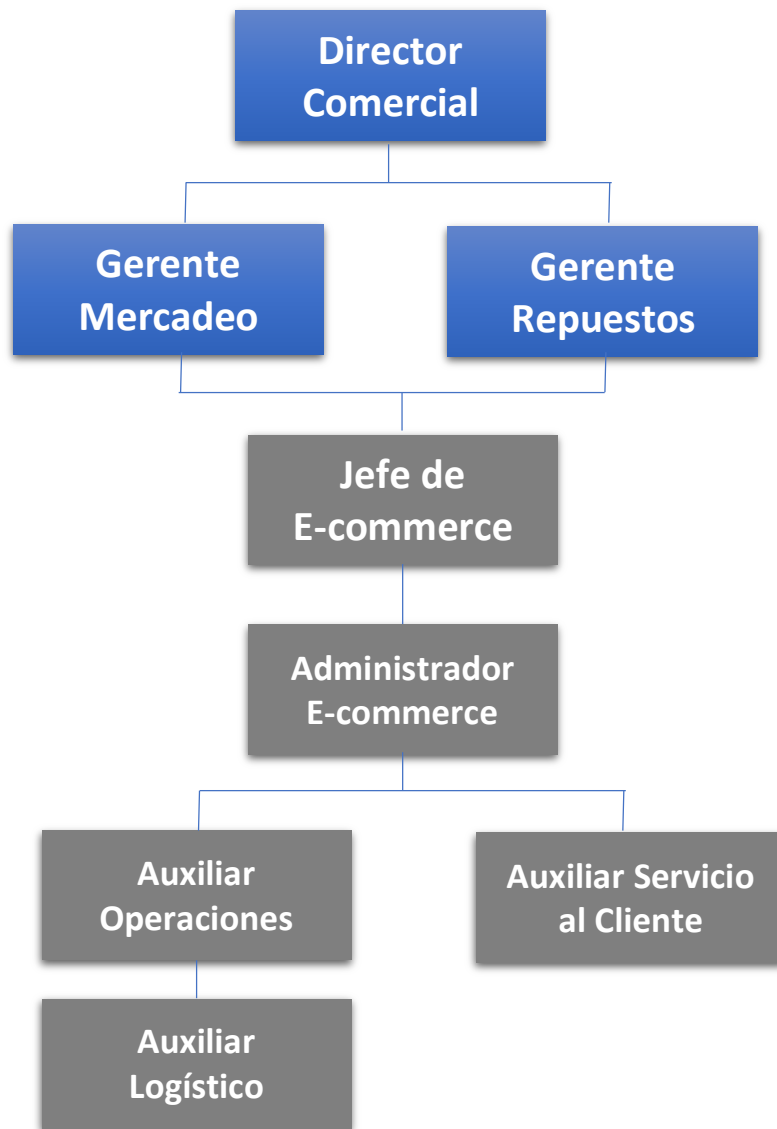 Director
Comercial
Gerente
Mercadeo
Gerente
Repuestos
Jefe de
E-commerce
Administrador
E-commerce
Auxiliar
Operaciones
Auxiliar Servicio
al Cliente
Auxiliar
Logístico